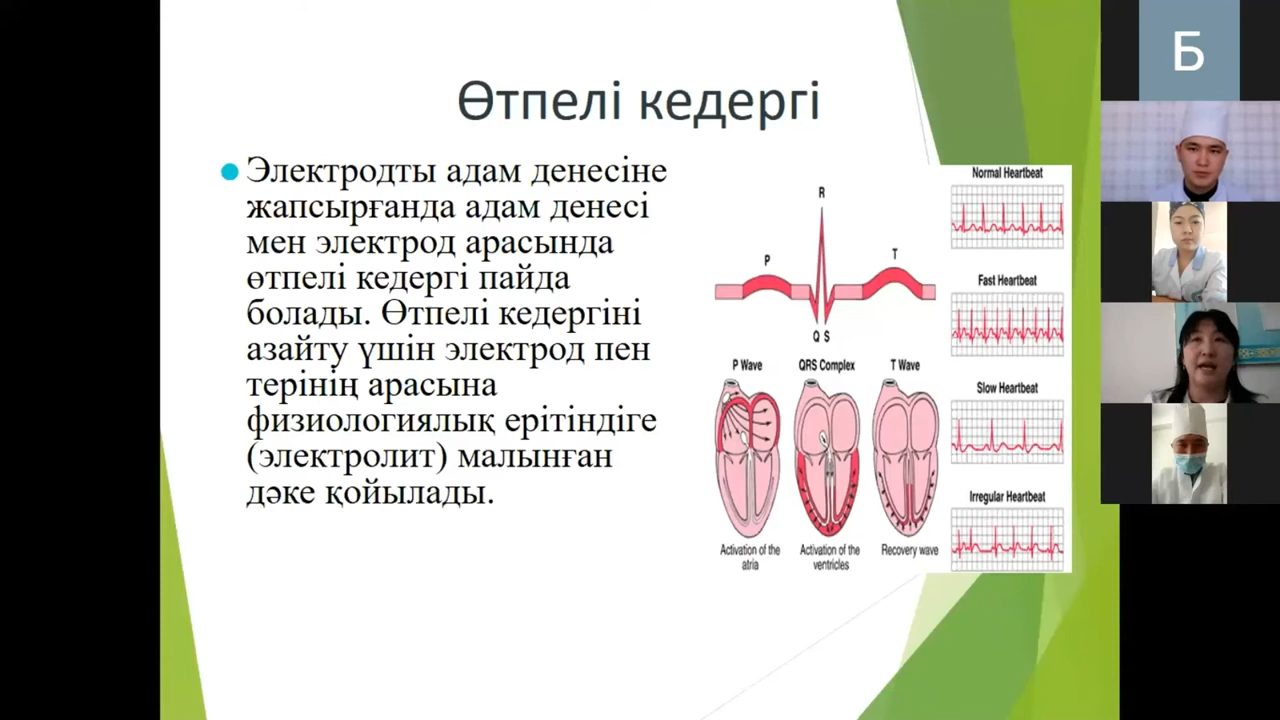 Өтпелі кедергі
Электродты адам денесіне
жапсырғанда адам денесі
мен электрод арасында
өтпелі кедергі пайда
болады. Өтпелі кедергіні
азайту үшін электрод пен
терінің арасына
физиологиялық ерітіндіге
(электролит) малынған
дәке қойылады.
R
P
T
Q S
P Wave
QRS Complex
T Wave
Activation of the
atria
Activation of the
ventricles
Recovery wave
Normal Heartbeat
Fast Heartbeat
Slow Heartbeat
Irregular Heartbeat
Б